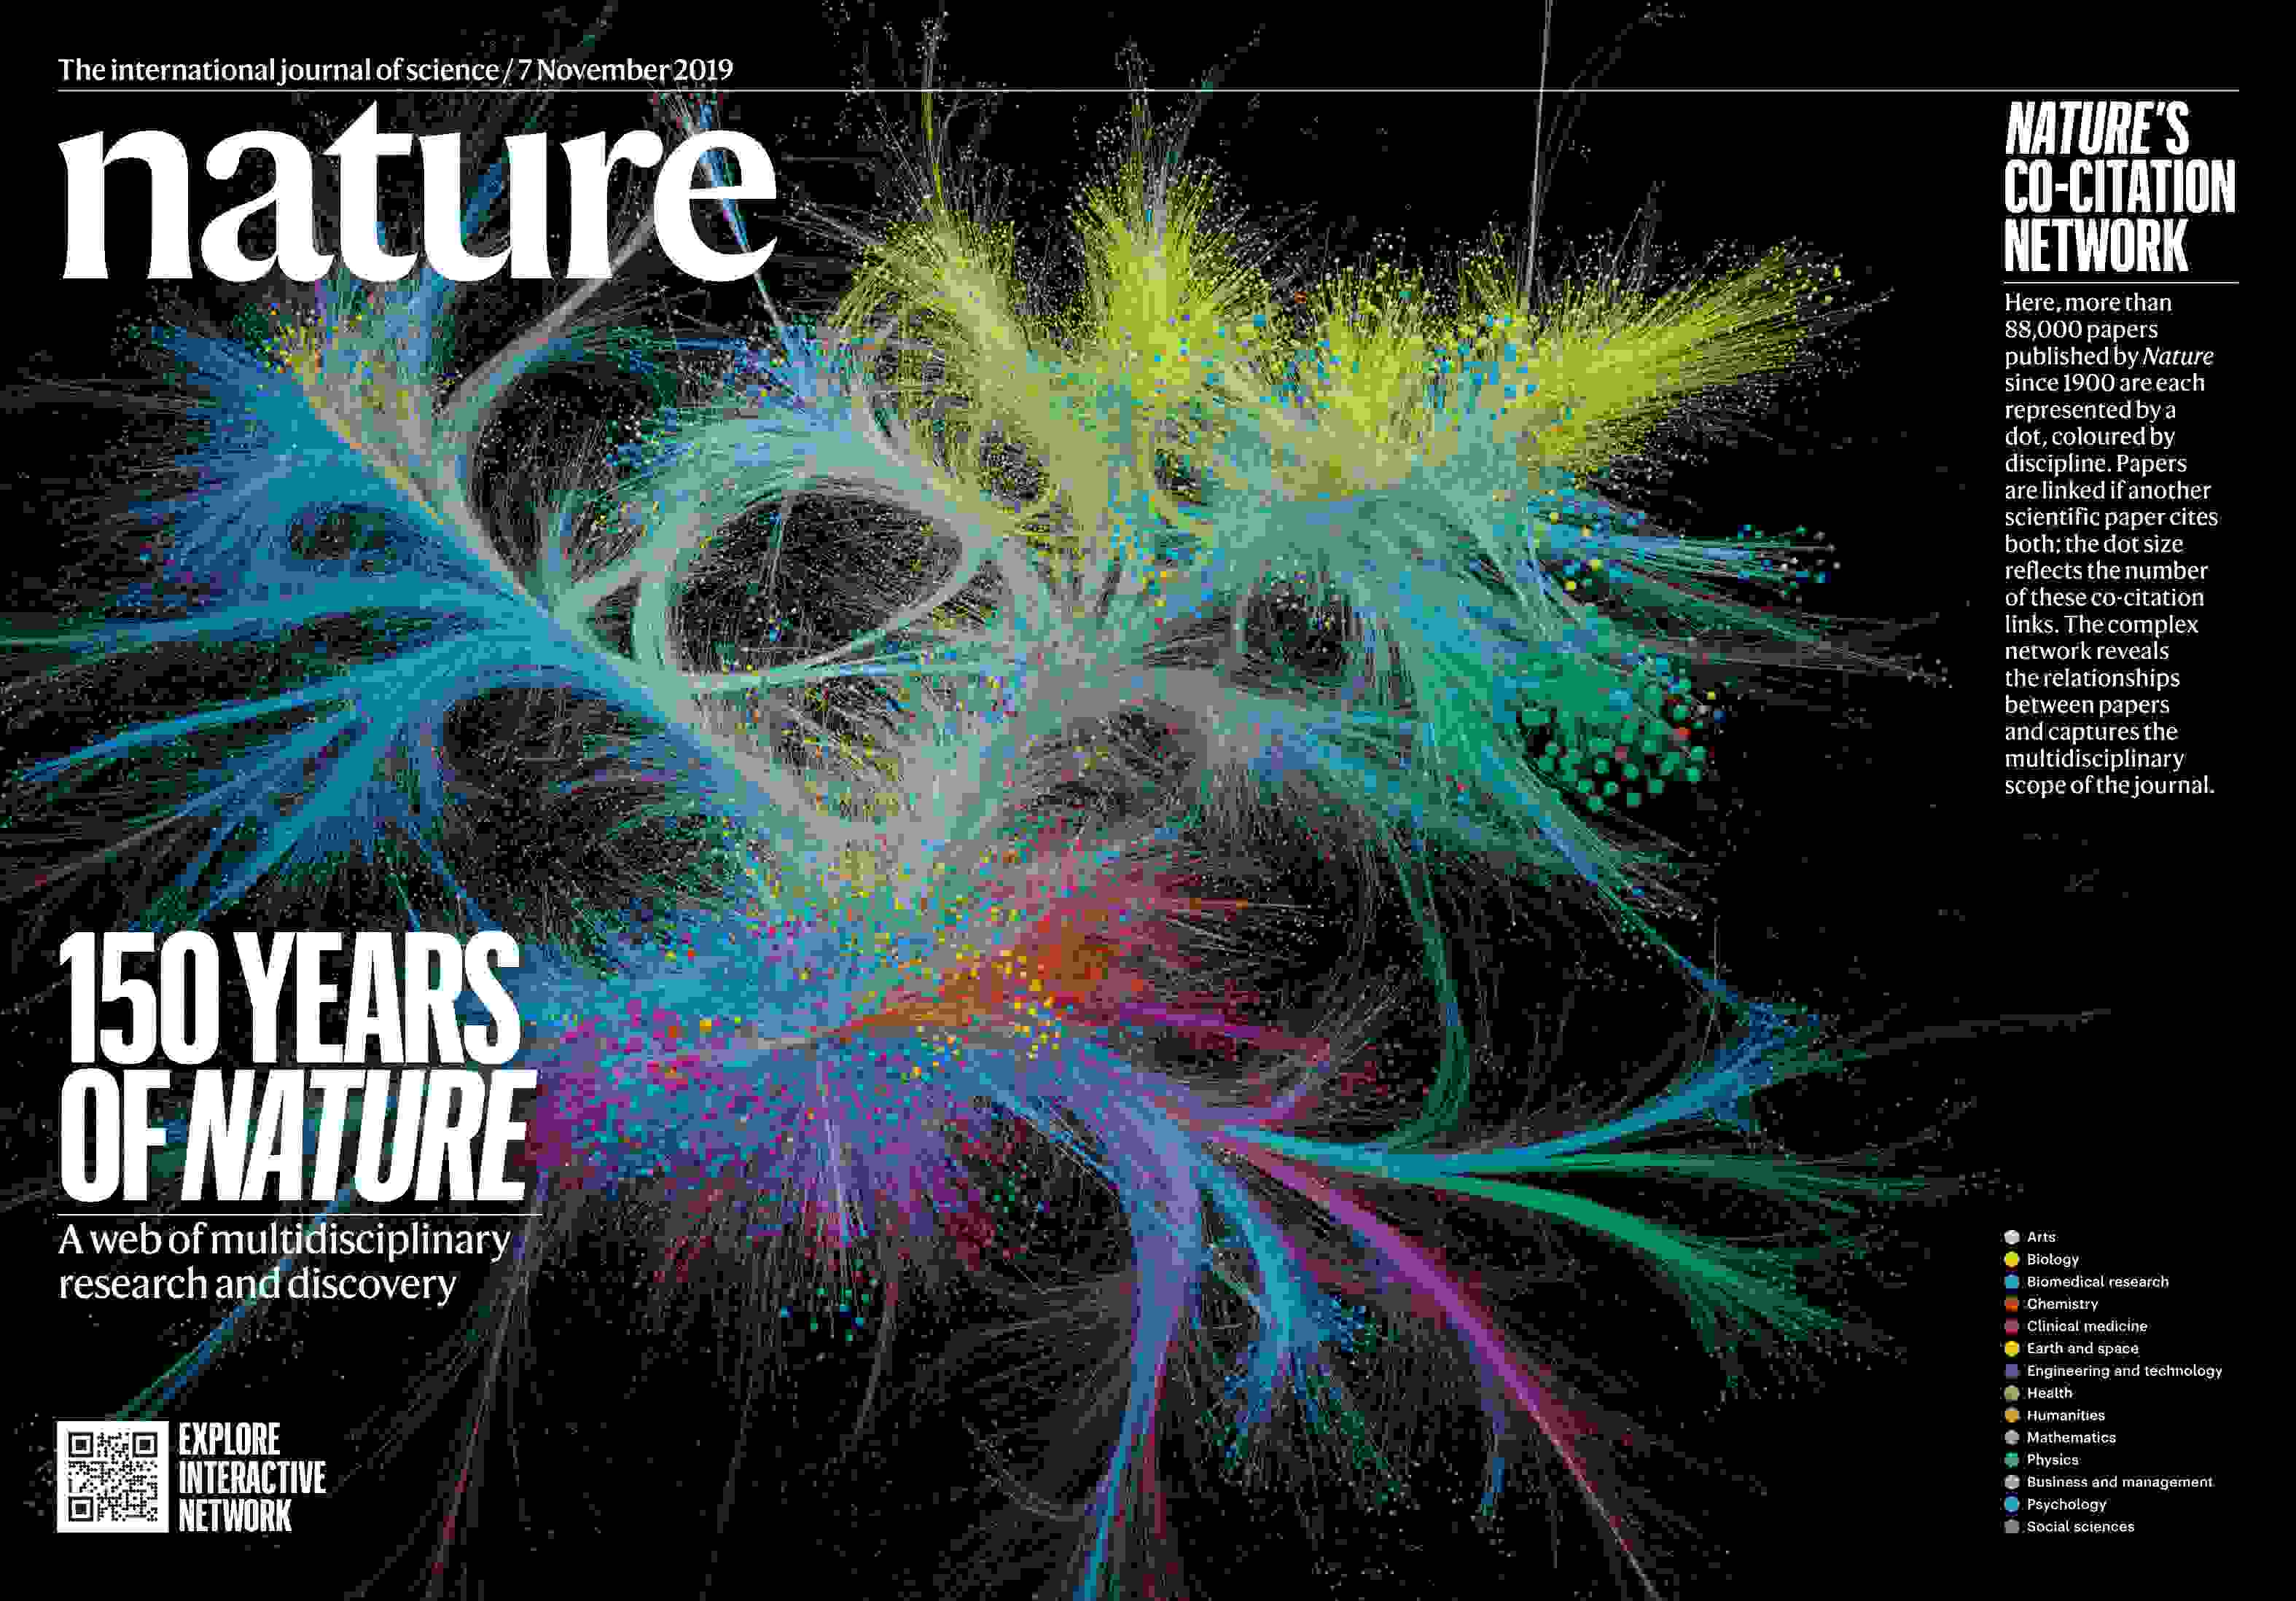 The international journal of science / 7 November 2019
nature
NATURE'S
CO-CITATION
NETWORK
Here, more than
88,000 papers
published by Nature
since 1900 are each
represented by a
dot, coloured by
discipline. Papers
are linked if another
scientific paper cites
both; the dot size
reflects the number
of these co-citation
links. The complex
network reveals
the relationships
between papers
and captures the
multidisciplinary
scope of the journal.
150 YEARS
OF NATURE
A web of multidisciplinary
research and discovery
EXPLORE
INTERACTIVE
NETWORK
Arts
Biology
Biomedical research
Chemistry
Clinical medicine
Earth and space
Engineering and technology
Health
Humanities
Mathematics
Physics
Business and management
Psychology
Social sciences